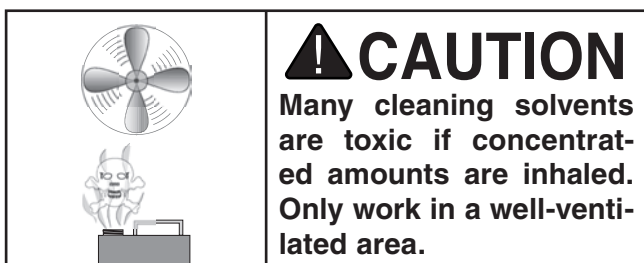 CAUTION
Many cleaning solvents
are toxic if concentrat-
ed amounts are inhaled.
Only work in a well-venti-
lated area.